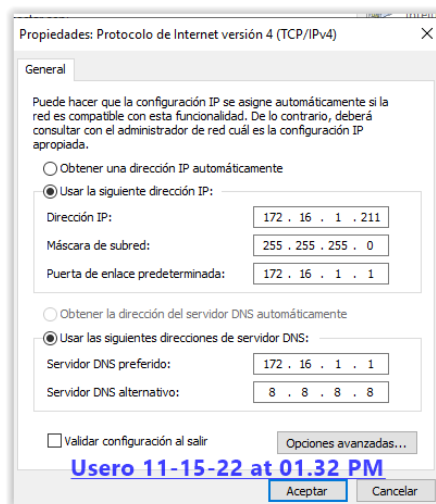 Propiedades: Protocolo de Internet versión 4 (TCP/IPv4)
General
Puede hacer que la configuración IP se asigne automáticamente si la
red es compatible con esta funcionalidad. De lo contrario, deberá
consultar con el administrador de red cuál es la configuración IP
apropiada.
Obtener una dirección IP automáticamente
Usar la siguiente dirección IP:
Dirección IP: 172 . 16 . 1 . 211
Máscara de subred: 255 . 255 . 255 . 0
Puerta de enlace predeterminada: 172 . 16 . 1 . 1
Obtener la dirección del servidor DNS automáticamente
Usar las siguientes direcciones de servidor DNS:
Servidor DNS preferido: 172 . 16 . 1 . 1
Servidor DNS alternativo: 8 . 8 . 8 . 8
Validar configuración al salir Opciones avanzadas...
Usero 11-15-22 at 01.32 PM
Aceptar Cancelar